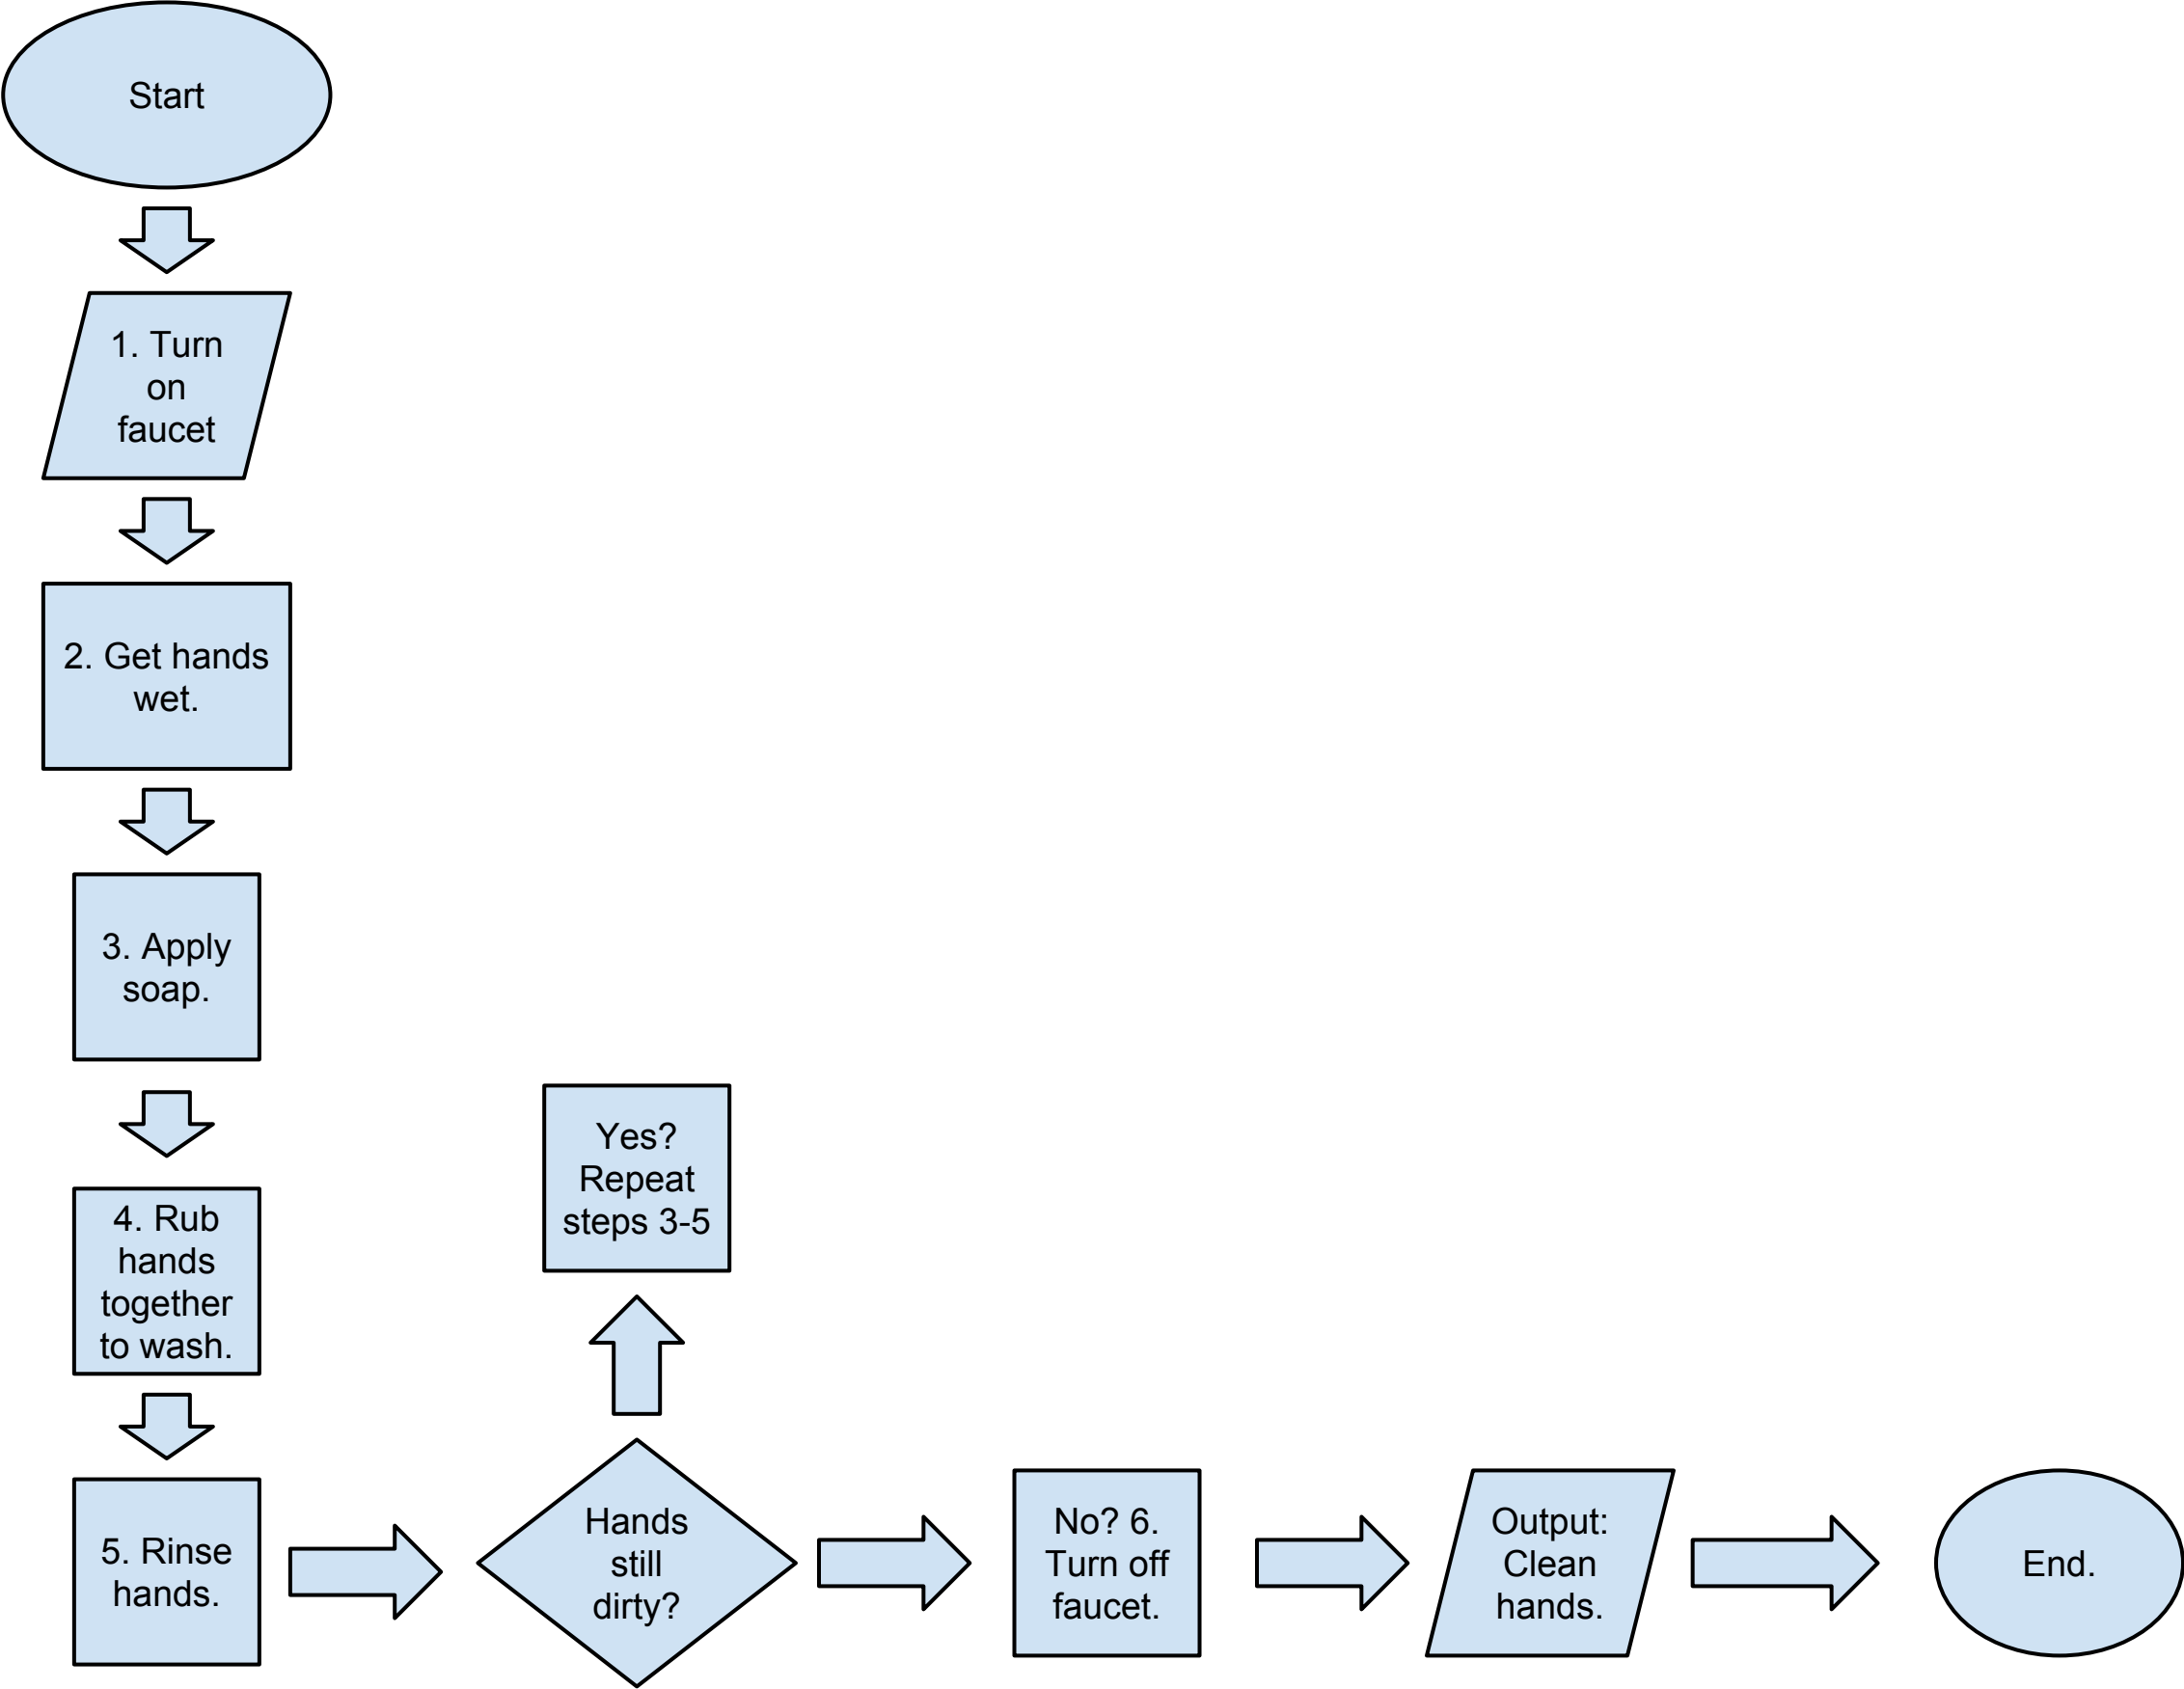 Start
1. Turn
on
faucet
2. Get hands
wet.
3. Apply
soap.
4. Rub
hands
together
to wash.
5. Rinse
hands.
Hands
still
dirty?
Yes?
Repeat
steps 3-5
No? 6.
Turn off
faucet.
Output:
Clean
hands.
End.